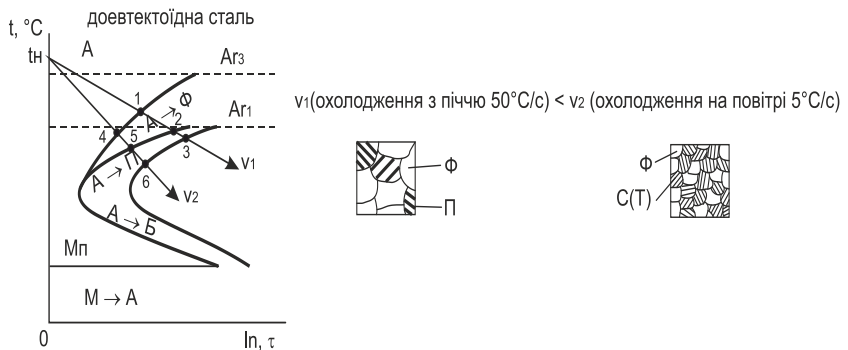 доевтектоїдна сталь
t, °C
tн
A
Ar3
1
A → Ф
Ar1
v1(охолодження з піччю 50°C/с) < v2 (охолодження на повітрі 5°C/с)
4
5
2
3
A → П
6
v1
v2
A → Б
Ф
П
Ф
С(Т)
Мп
М → А
0
ln, τ